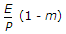 E/p (1 - m)